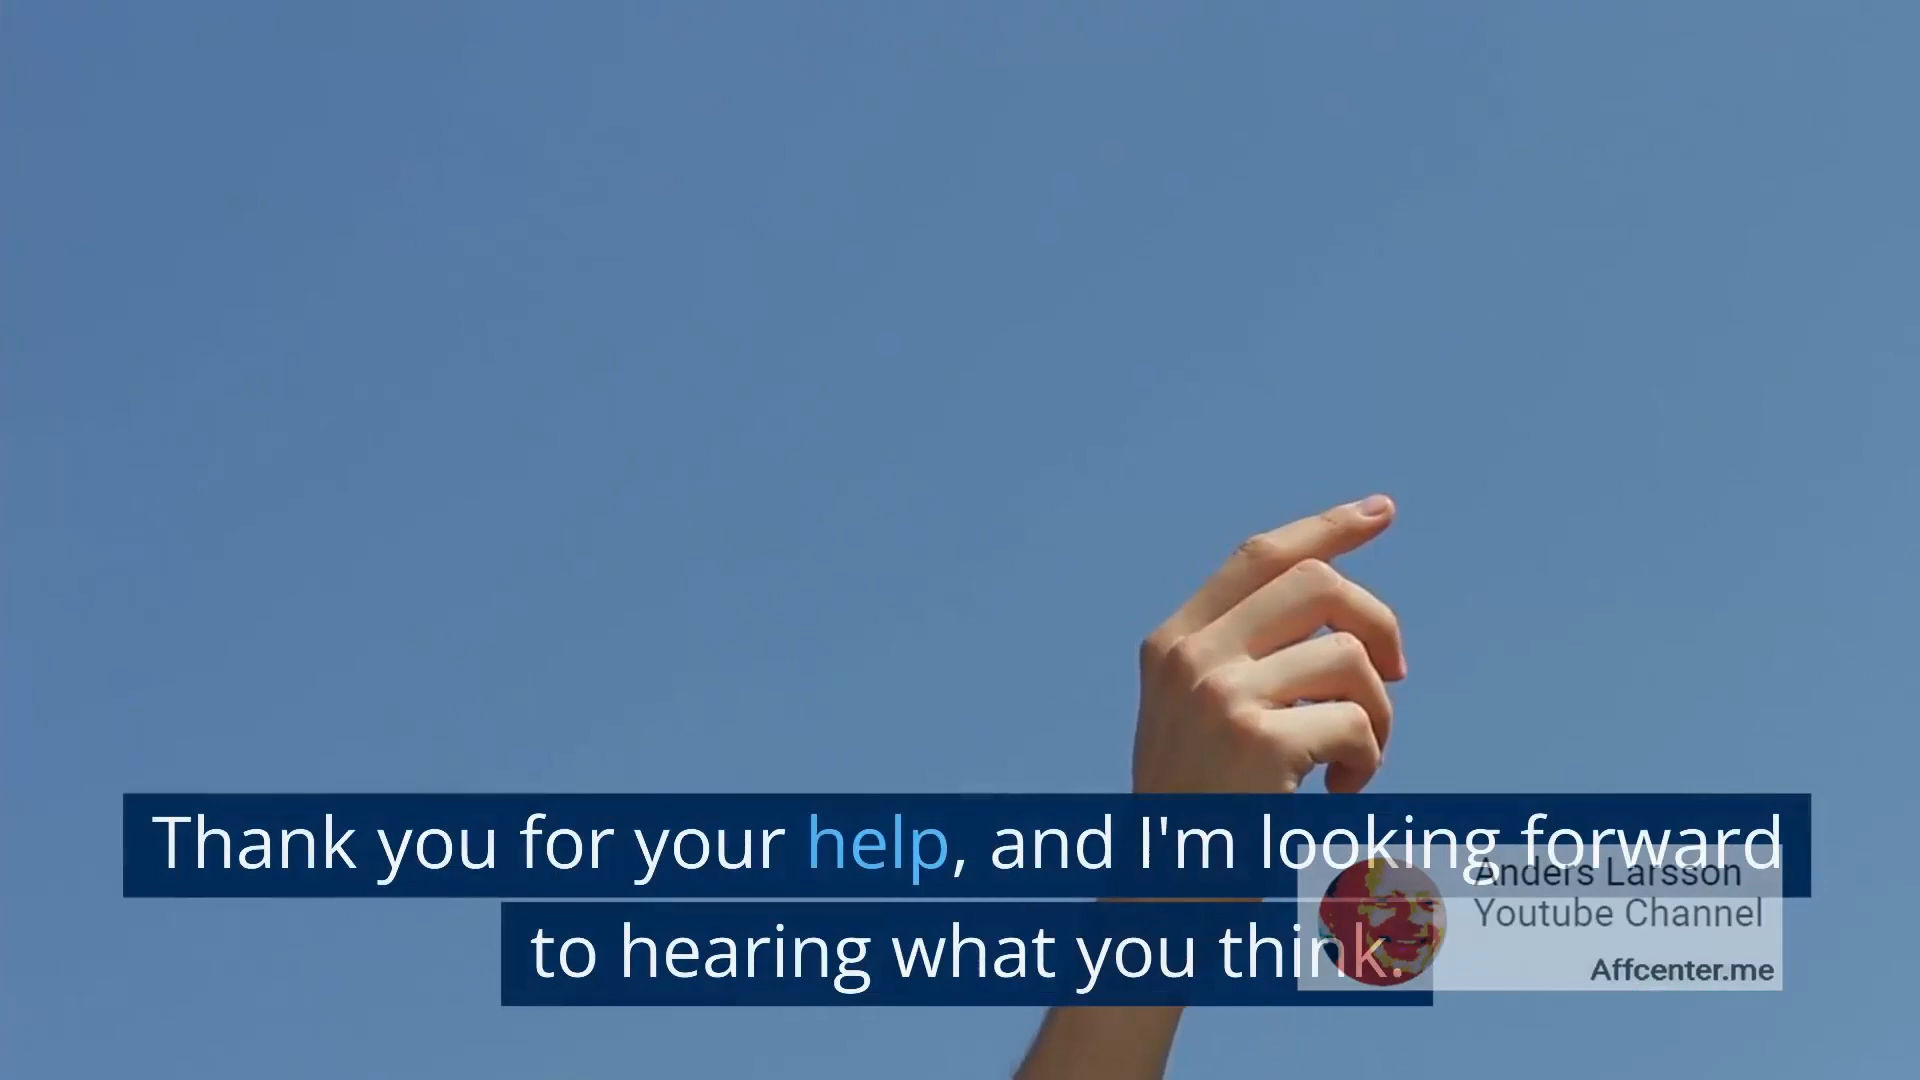 Thank you for your help, and I'm looking forward
to hearing what you think.
Anders Larsson
Youtube Channel
Affcenter.me